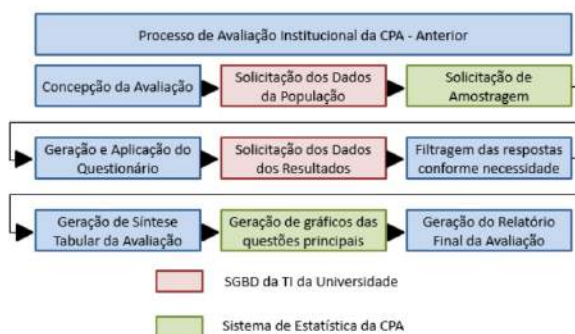 Processo de Avaliação Institucional da CPA - Anterior
Concepção da Avaliação
Solicitação dos Dados
da População
Solicitação de
Amostragem
Geração e Aplicação do
Questionário
Solicitação dos Dados
dos Resultados
Filtragem das respostas
conforme necessidade
Geração de Síntese
Tabular da Avaliação
Geração de gráficos das
questões principais
Geração do Relatório
Final da Avaliação
SGBD da TI da Universidade
Sistema de Estatística da CPA